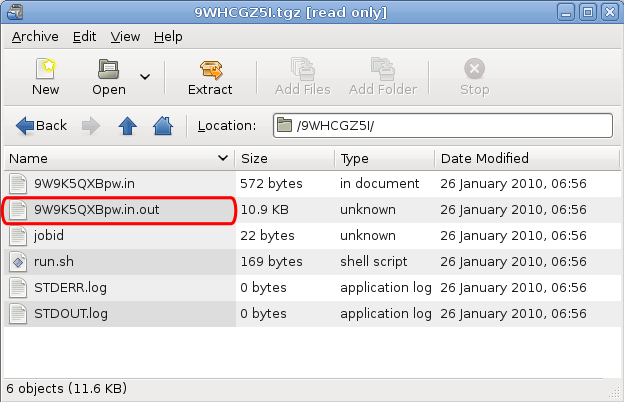 9WHCGZ5I.tgz [read only]
Archive Edit View Help
New Open Extract Add Files Add Folder Stop
Back Location: /9WHCGZ5I/
Name Size Type Date Modified
9W9K5QXBpw.in 572 bytes in document 26 January 2010, 06:56
9W9K5QXBpw.in.out 10.9 KB unknown 26 January 2010, 06:56
jobid 22 bytes unknown 26 January 2010, 06:56
run.sh 169 bytes shell script 26 January 2010, 06:56
STDERR.log 0 bytes application log 26 January 2010, 06:56
STDOUT.log 0 bytes application log 26 January 2010, 06:56
6 objects (11.6 KB)